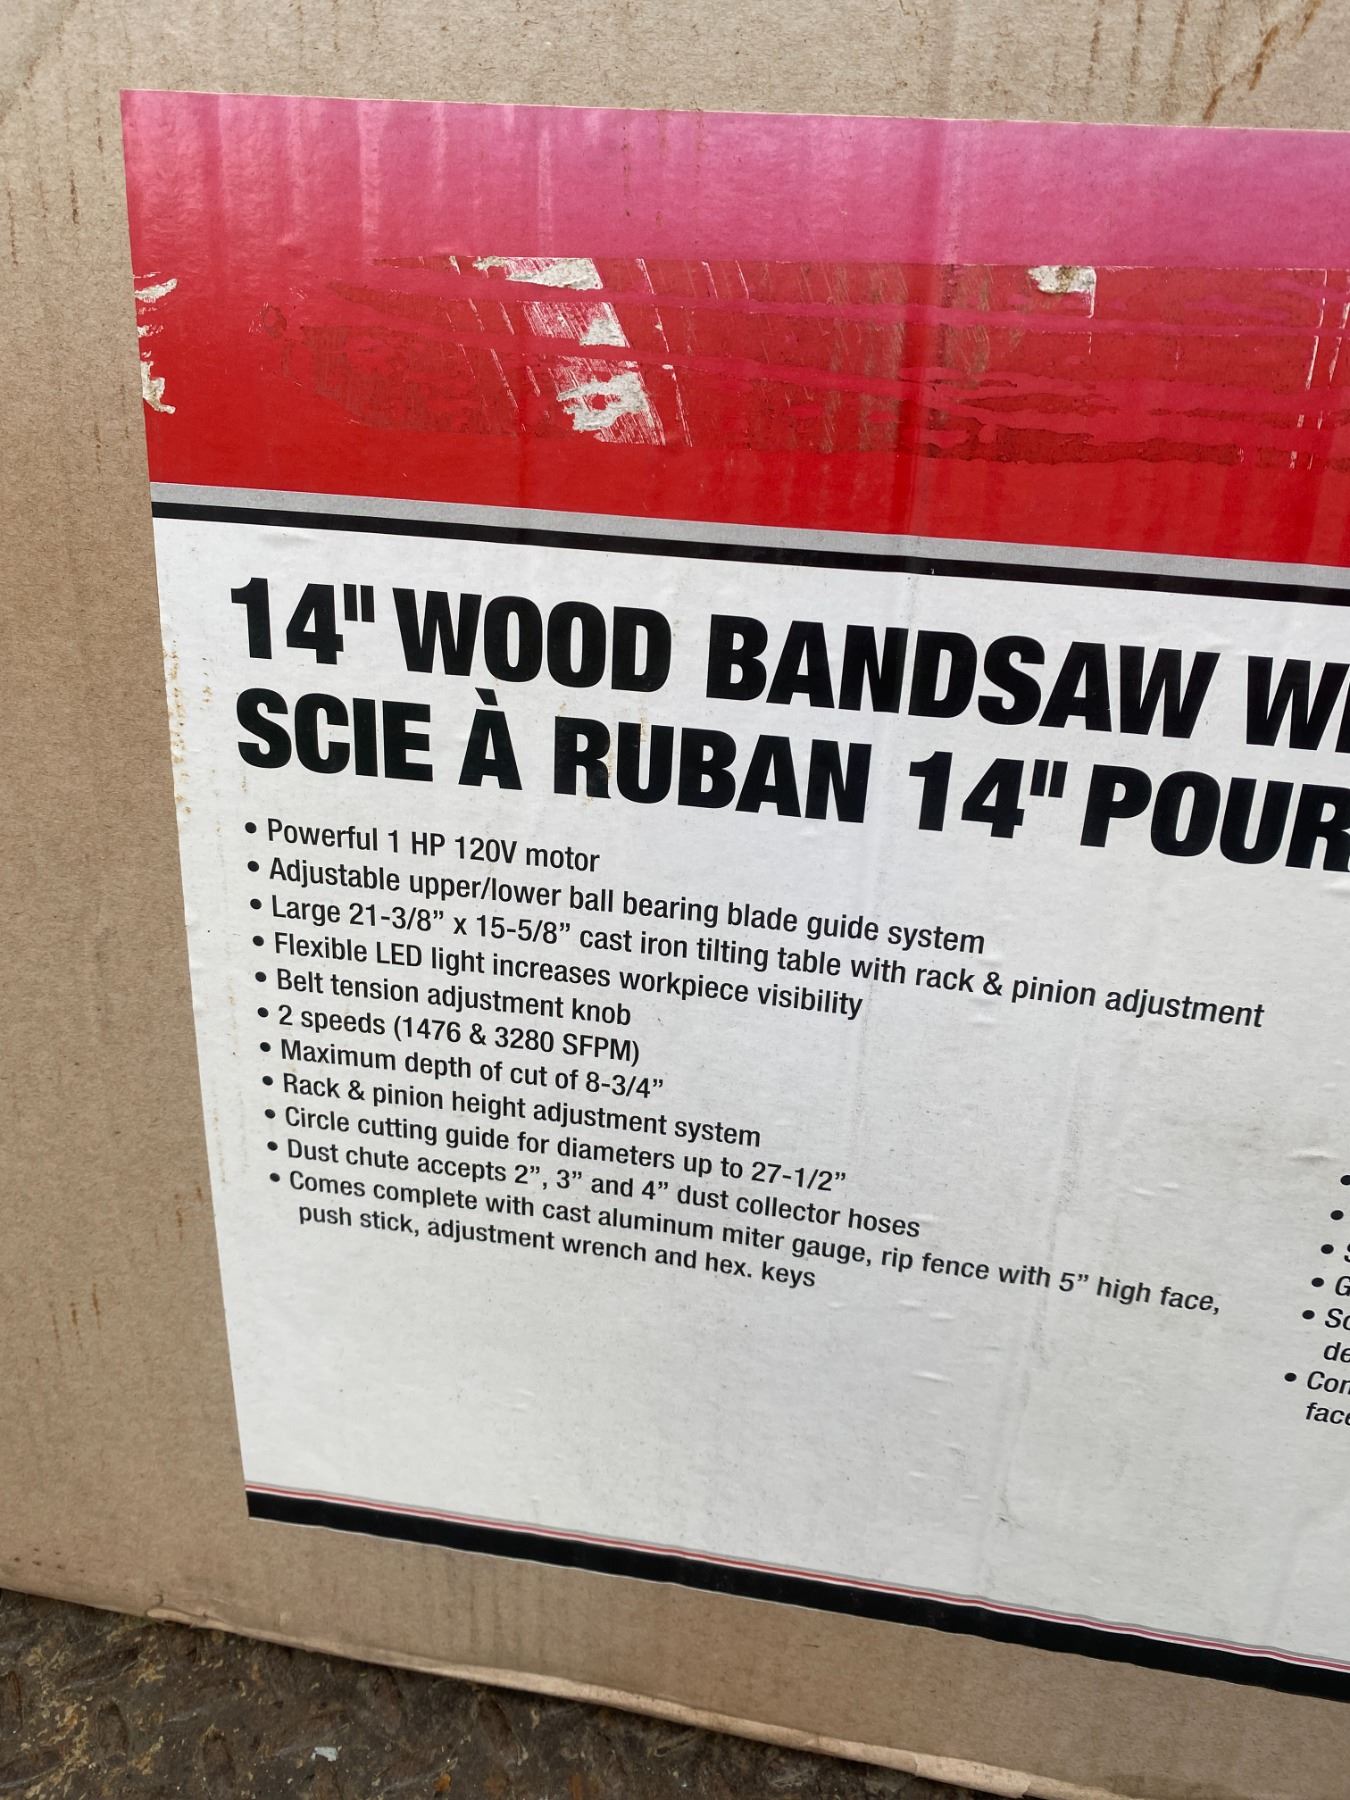 14" WOOD BANDSAW
SCIE À RUBAN 14" POUR
• Powerful 1 HP 120V motor
• Adjustable upper/lower ball bearing blade guide system
• Large 21-3/8” x 15-5/8” cast iron tilting table with rack & pinion adjustment
• Flexible LED light increases workpiece visibility
• Belt tension adjustment knob
• 2 speeds (1476 & 3280 SFPM)
• Maximum depth of cut of 8-3/4”
• Rack & pinion height adjustment system
• Circle cutting guide for diameters up to 27-1/2”
• Dust chute accepts 2”, 3” and 4” dust collector hoses
• Comes complete with cast aluminum miter gauge, rip fence with 5” high face,
push stick, adjustment wrench and hex. keys